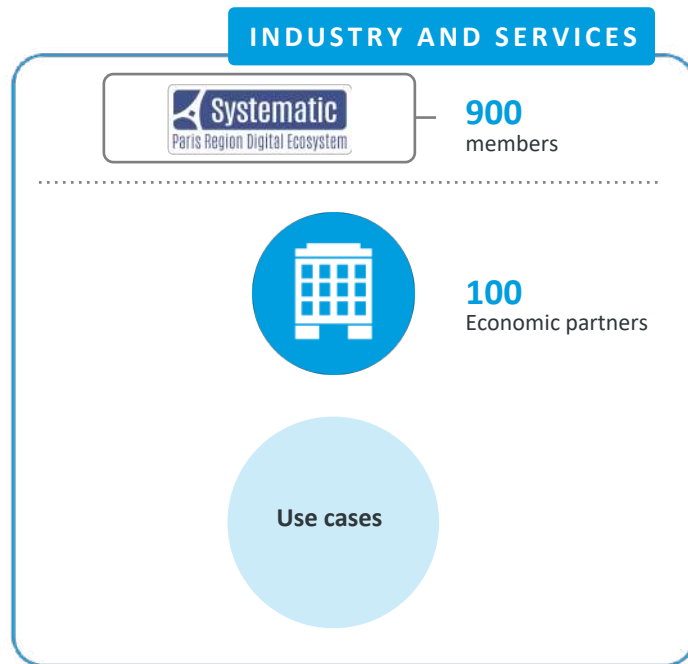 INDUSTRY AND SERVICES
Systematic
Paris Region Digital Ecosystem
900
members
100
Economic partners
Use cases